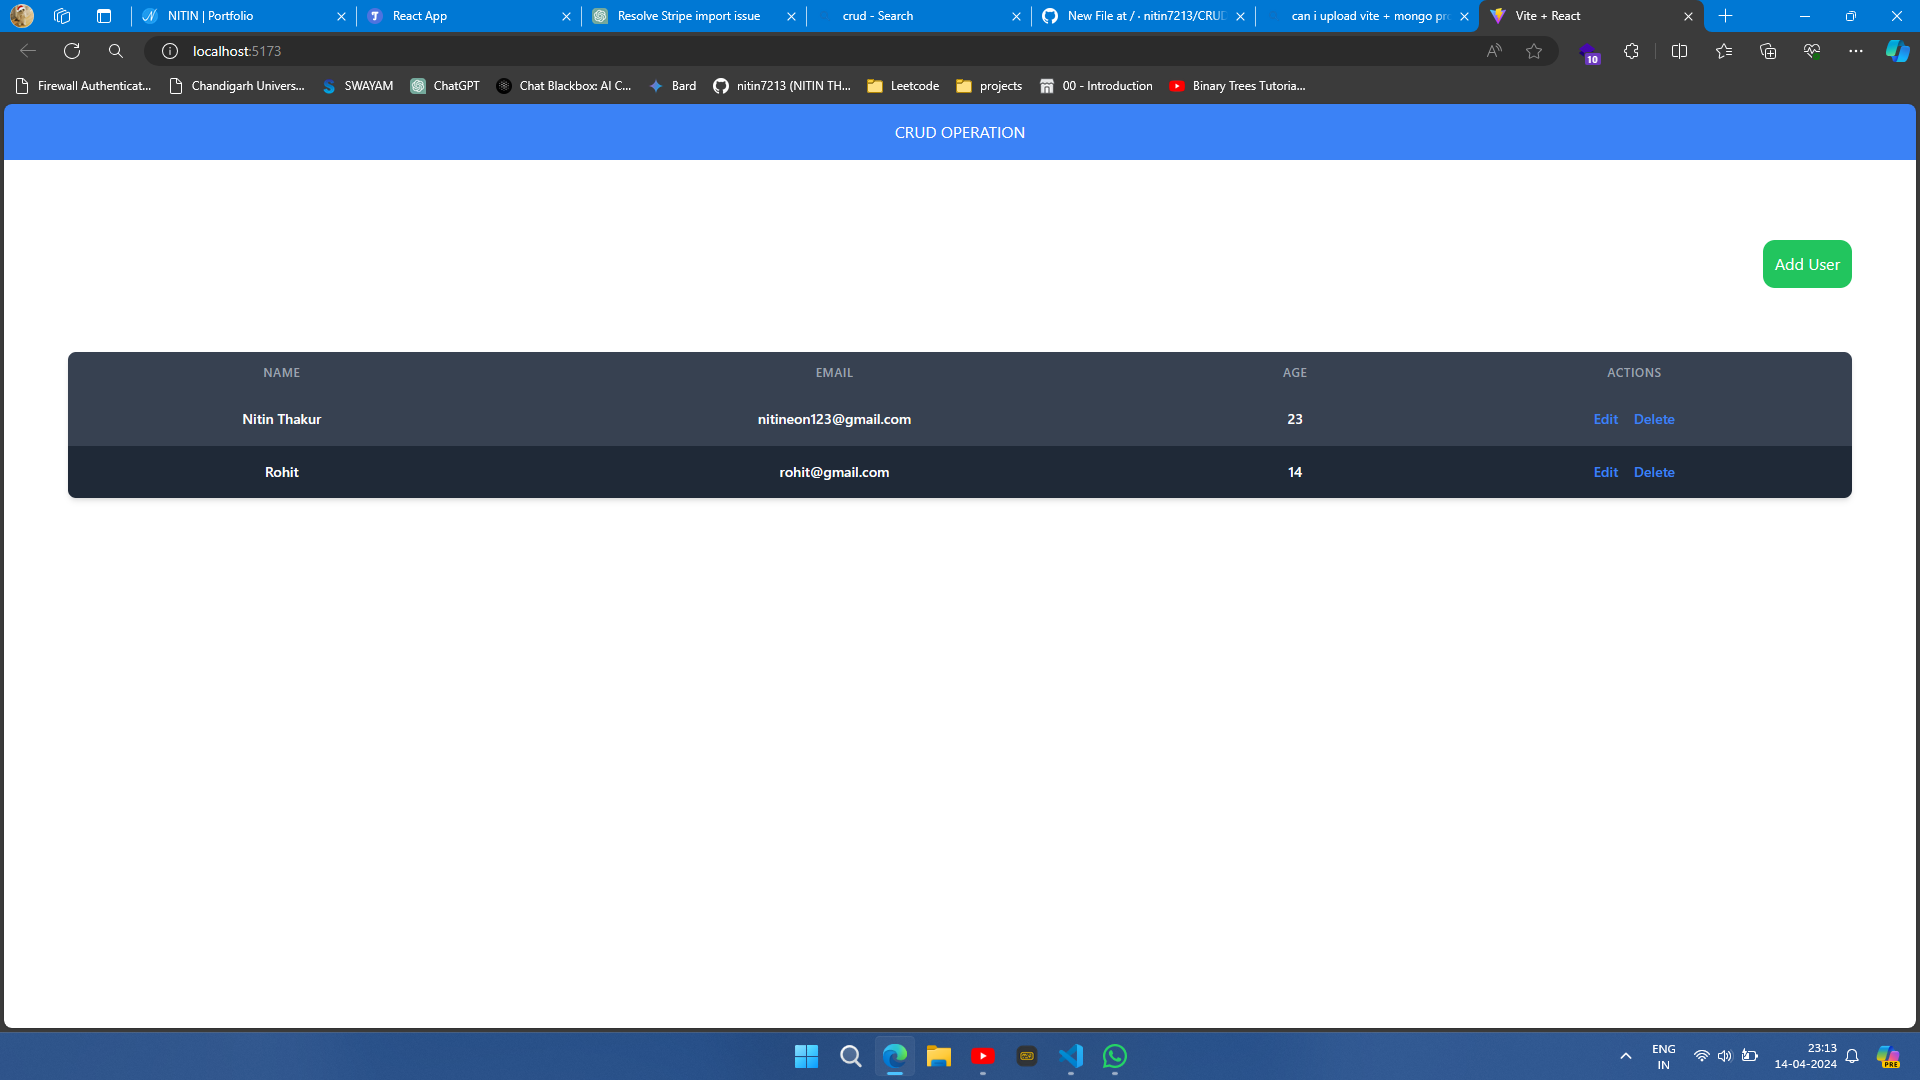 NITIN | Portfolio
React App
Resolve Stripe import issue
crud - Search
New File at / · nitin7213/CRUD
can i upload vite + mongo pr
Vite + React
localhost:5173
10
Firewall Authenticat...
Chandigarh Univers...
SWAYAM
ChatGPT
Chat Blackbox: AI C...
Bard
nitin7213 (NITIN TH...
Leetcode
projects
00 - Introduction
Binary Trees Tutoria...
CRUD OPERATION
Add User
NAME EMAIL AGE ACTIONS
Nitin Thakur nitineon123@gmail.com 23 Edit Delete
Rohit rohit@gmail.com 14 Edit Delete
ENG
IN
23:13
14-04-2024
PRE